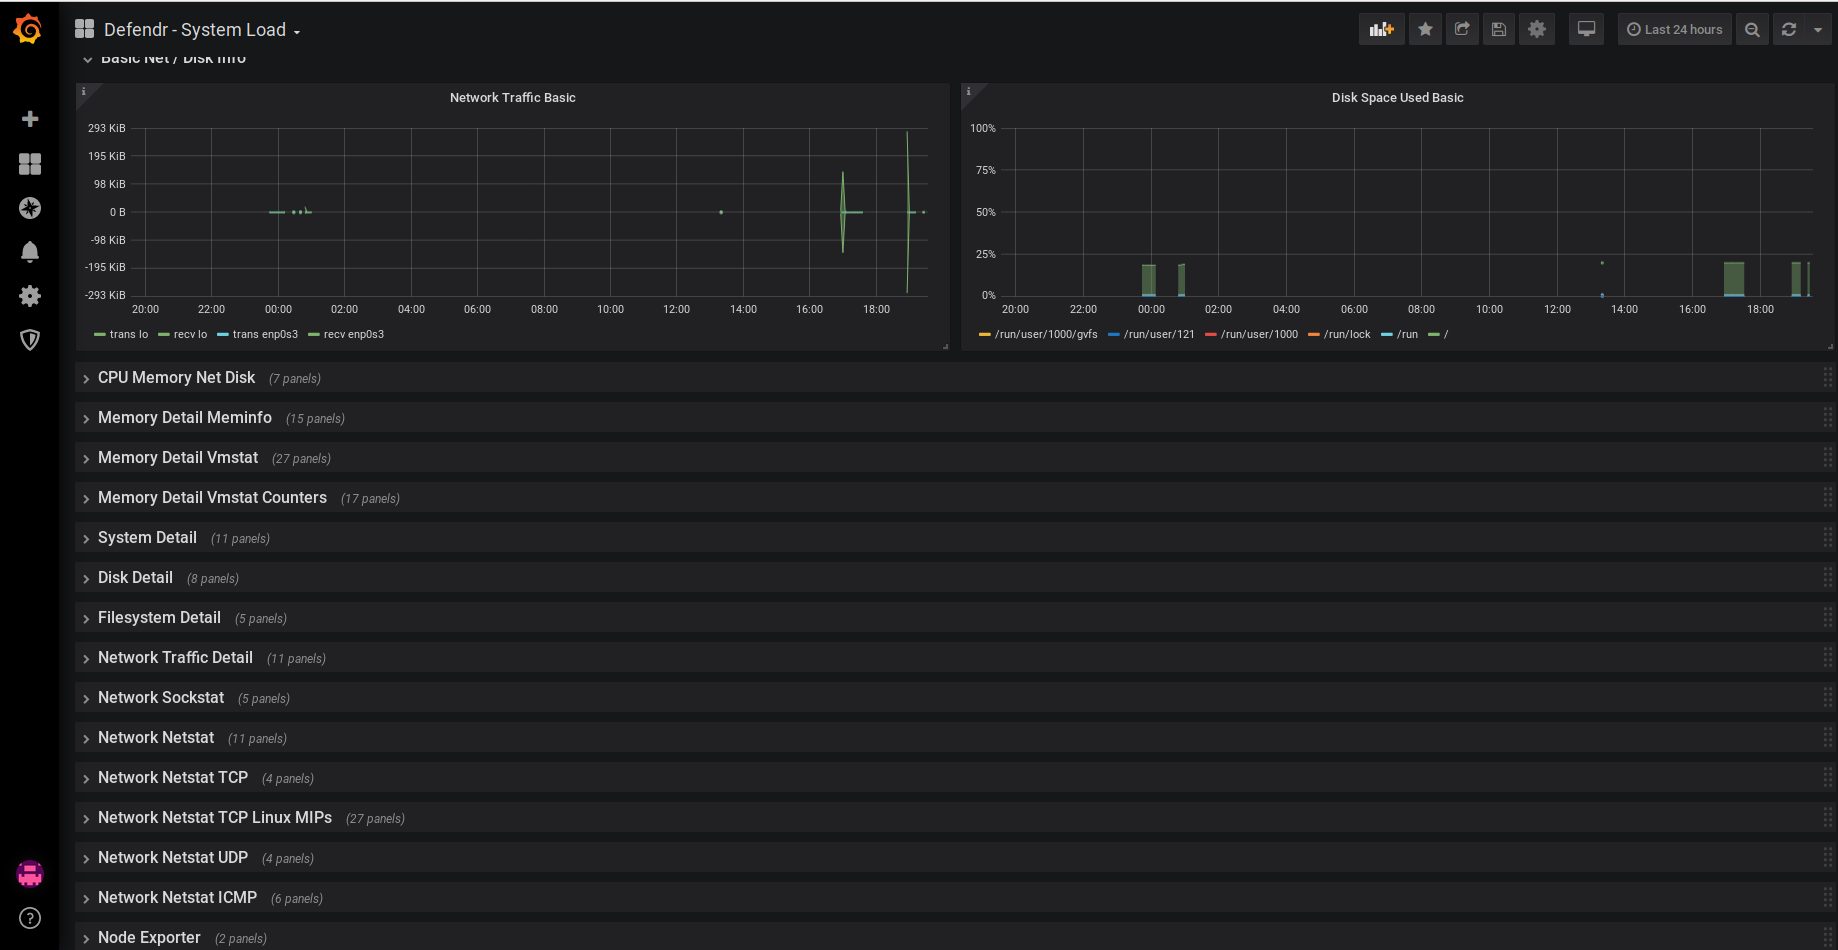 Defendr - System Load
Last 24 hours
Basic Net / Disk Info
Network Traffic Basic
293 KiB
195 KiB
98 KiB
0 B
-98 KiB
-195 KiB
-293 KiB
20:00 22:00 00:00 02:00 04:00 06:00 08:00 10:00 12:00 14:00 16:00 18:00
trans lo recv lo trans enp0s3 recv enp0s3
Disk Space Used Basic
100%
75%
50%
25%
0%
20:00 22:00 00:00 02:00 04:00 06:00 08:00 10:00 12:00 14:00 16:00 18:00
/run/user/1000/gvfs /run/user/121 /run/user/1000 /run/lock /run /
CPU Memory Net Disk (7 panels)
Memory Detail Meminfo (15 panels)
Memory Detail Vmstat (27 panels)
Memory Detail Vmstat Counters (17 panels)
System Detail (11 panels)
Disk Detail (8 panels)
Filesystem Detail (5 panels)
Network Traffic Detail (11 panels)
Network Sockstat (5 panels)
Network Netstat (11 panels)
Network Netstat TCP (4 panels)
Network Netstat TCP Linux MIPs (27 panels)
Network Netstat UDP (4 panels)
Network Netstat ICMP (6 panels)
Node Exporter (2 panels)